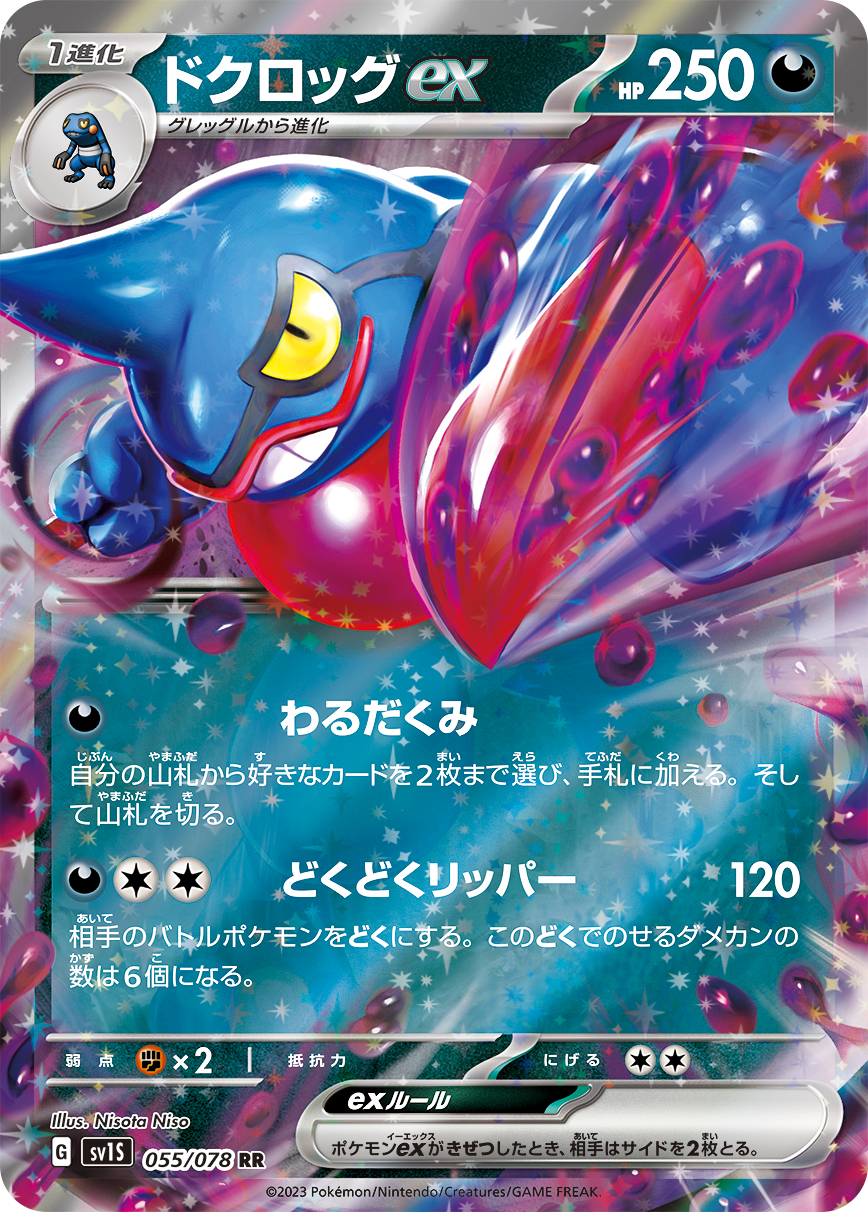 1進化
ドクロッグex
HP 250
グレッグルから進化
わるだくみ
自分の山札から好きなカードを2枚まで選び、手札に加える。そし
て山札を切る。
どくどくリッパー 120
相手のバトルポケモンをどくにする。このどくでのせるダメカンの
数は6個になる。
弱点 ×2 抵抗力 にげる
exルール
ポケモンexがきぜつしたとき、相手はサイドを2枚とる。
Illus. Nisota Niso
G sv1S 055/078 RR
©2023 Pokémon/Nintendo/Creatures/GAME FREAK.